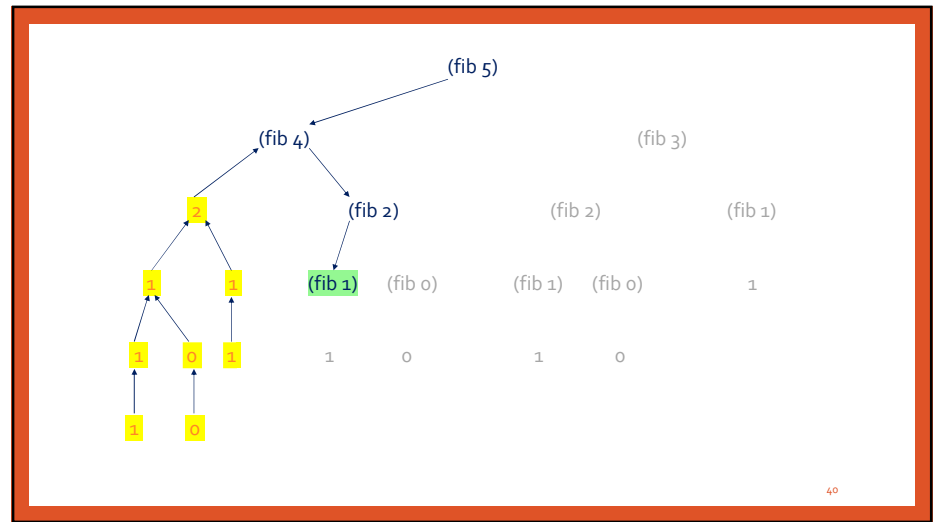 (fib 5)
(fib 4) (fib 3)
2 (fib 2) (fib 2) (fib 1)
1 1 (fib 1) (fib 0) (fib 1) (fib 0) 1
1 0 1 1 0 1 0
1 0
40